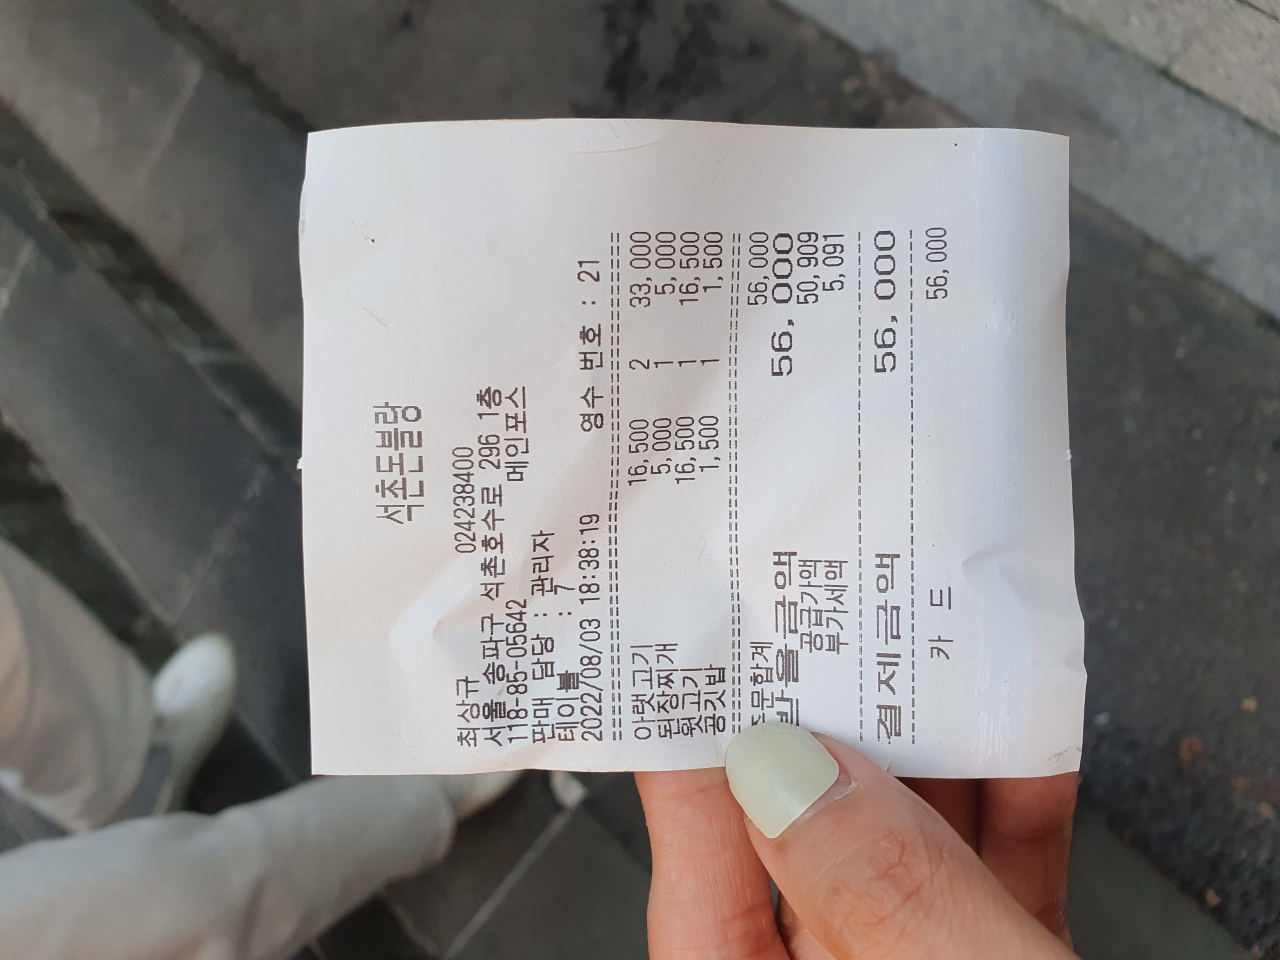 석촌도블랑
최상규 024238400
서울 송파구 석촌호수로 296 1층
118-85-05642 메인포스
판매 담당 : 관리자
테이블 : 7
2022/08/03 18:38:19 영수 번호 : 21
아랫고기 16,500 2 33,000
된장찌개 5,000 1 5,000
윗고기 16,500 1 16,500
공깃밥 1,500 1 1,500
주문합계 56,000
받을금액 56,000
공급가액 50,909
부가세액 5,091
결제금액 56,000
카 드 56,000